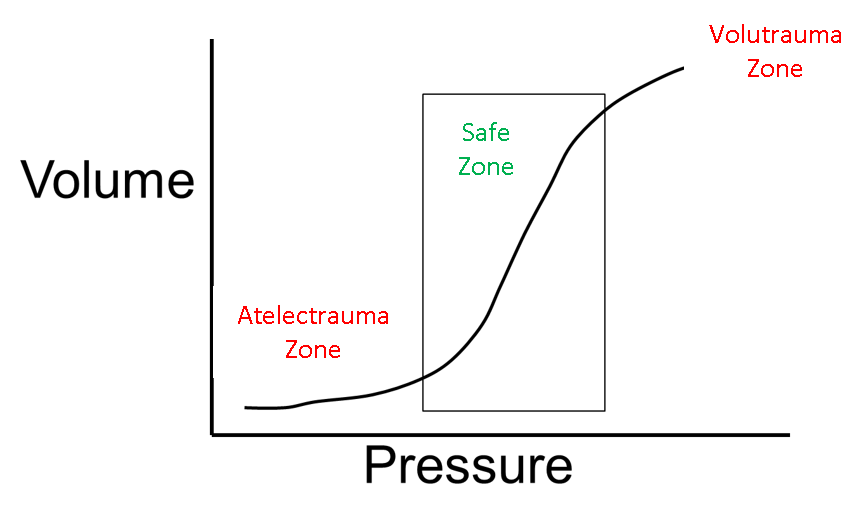 Volutrauma
Zone
Safe
Zone
Volume
Atelectrauma
Zone
Pressure